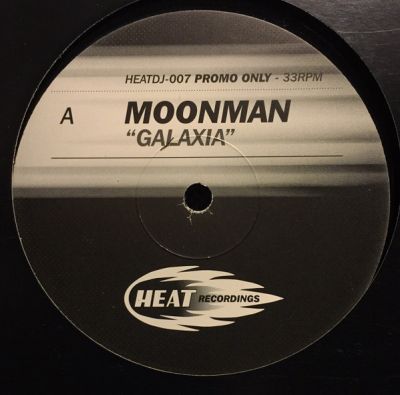 HEATDJ-007 PROMO ONLY - 33RPM
A MOONMAN
"GALAXIA"
HEAT RECORDINGS